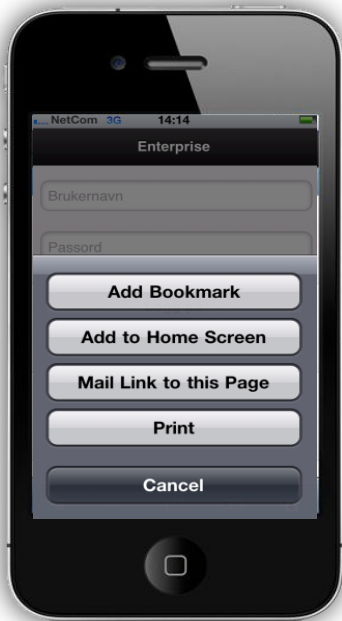 NetCom 3G 14:14
Enterprise
Brukernavn
Passord
Add Bookmark
Add to Home Screen
Mail Link to this Page
Print
Cancel